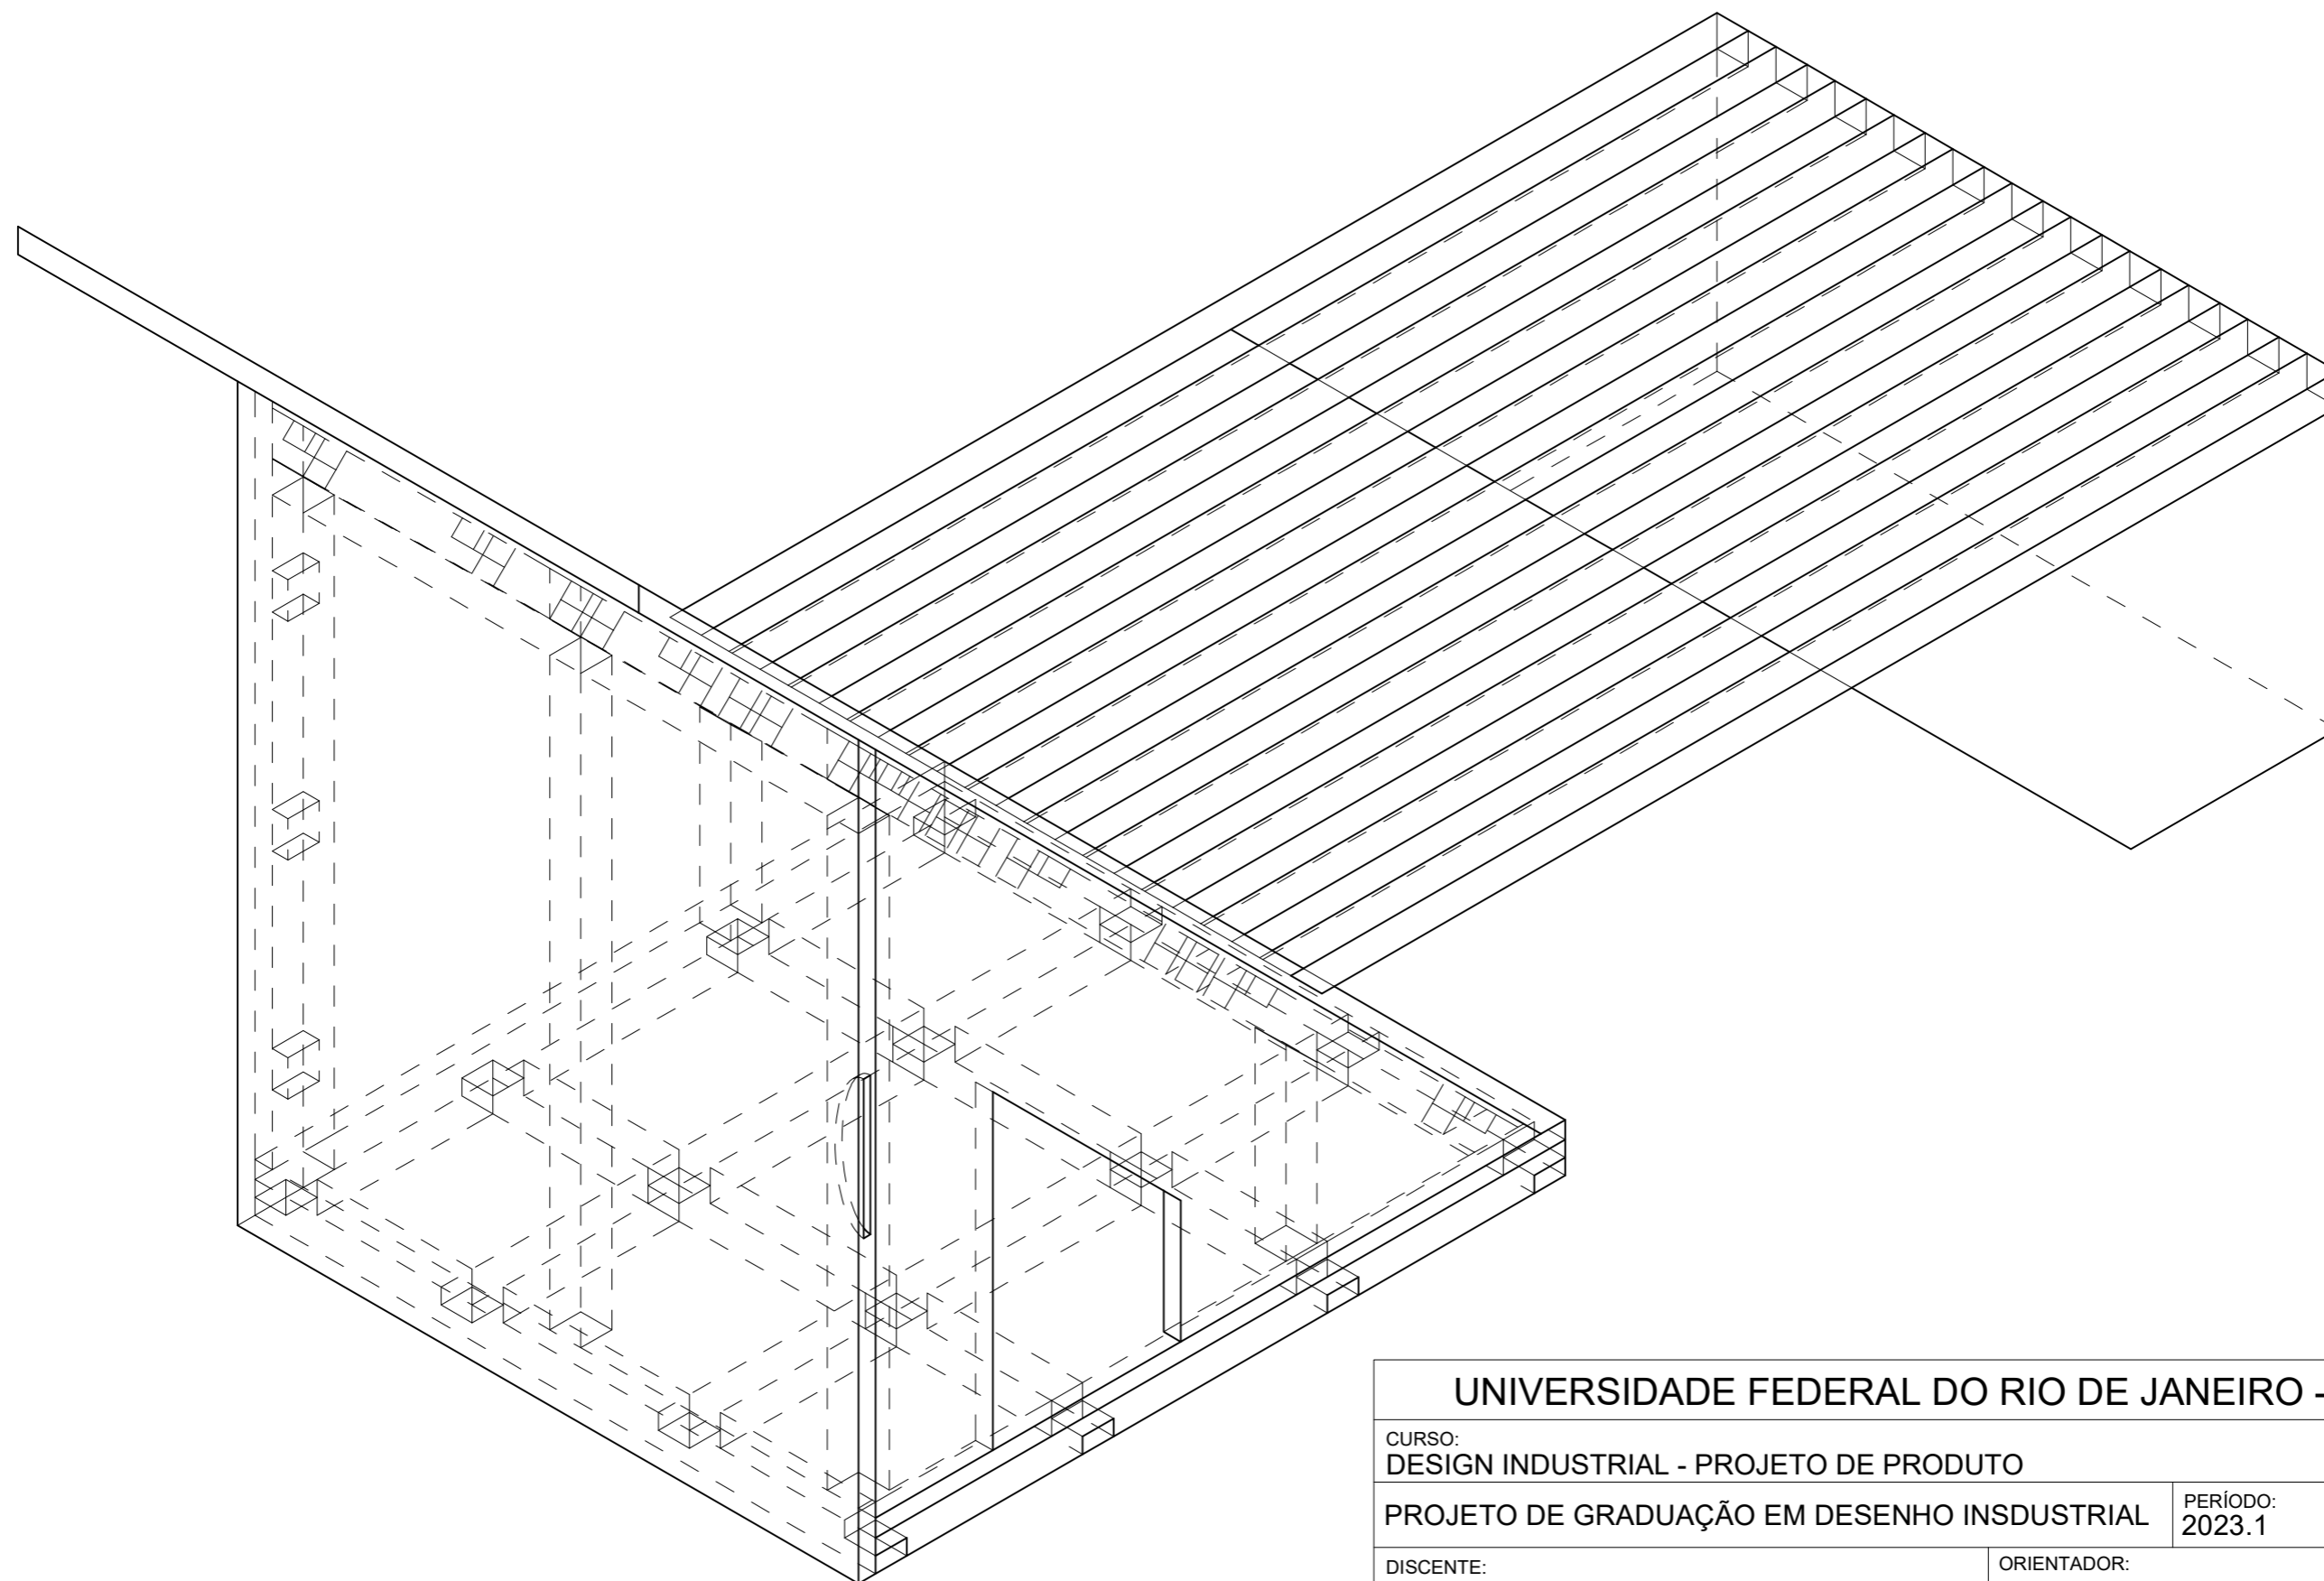 UNIVERSIDADE FEDERAL DO RIO DE JANEIRO -
CURSO:
DESIGN INDUSTRIAL - PROJETO DE PRODUTO
PROJETO DE GRADUAÇÃO EM DESENHO INSDUSTRIAL
PERÍODO:
2023.1
DISCENTE:
ORIENTADOR: